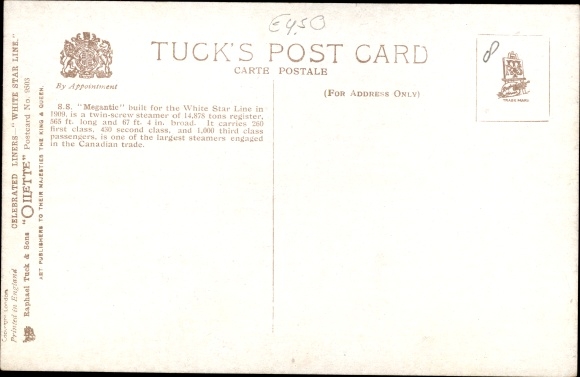 E4.50
TUCK'S POST CARD
CARTE POSTALE
By Appointment
(FOR ADDRESS ONLY)
8
TRADE MARK
S.S. "Megantic" built for the White Star Line in
1909, is a twin-screw steamer of 14,878 tons register,
565 ft. long and 67 ft. 4 in. broad. It carries 260
first class, 430 second class, and 1,000 third class
passengers, is one of the largest steamers engaged
in the Canadian trade.
CELEBRATED LINERS—"WHITE STAR LINE."
Raphael Tuck & Sons "OILETTE" Postcard No. 9505
ART PUBLISHERS TO THEIR MAJESTIES THE KING & QUEEN.
Printed in England